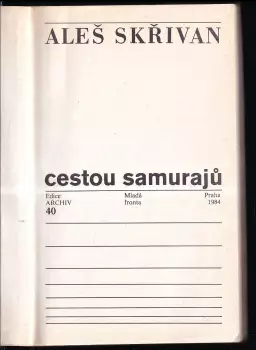 ALEŠ SKŘIVAN
cestou samurajů
Edice Mladá Praha
ARCHIV fronta 1984
40